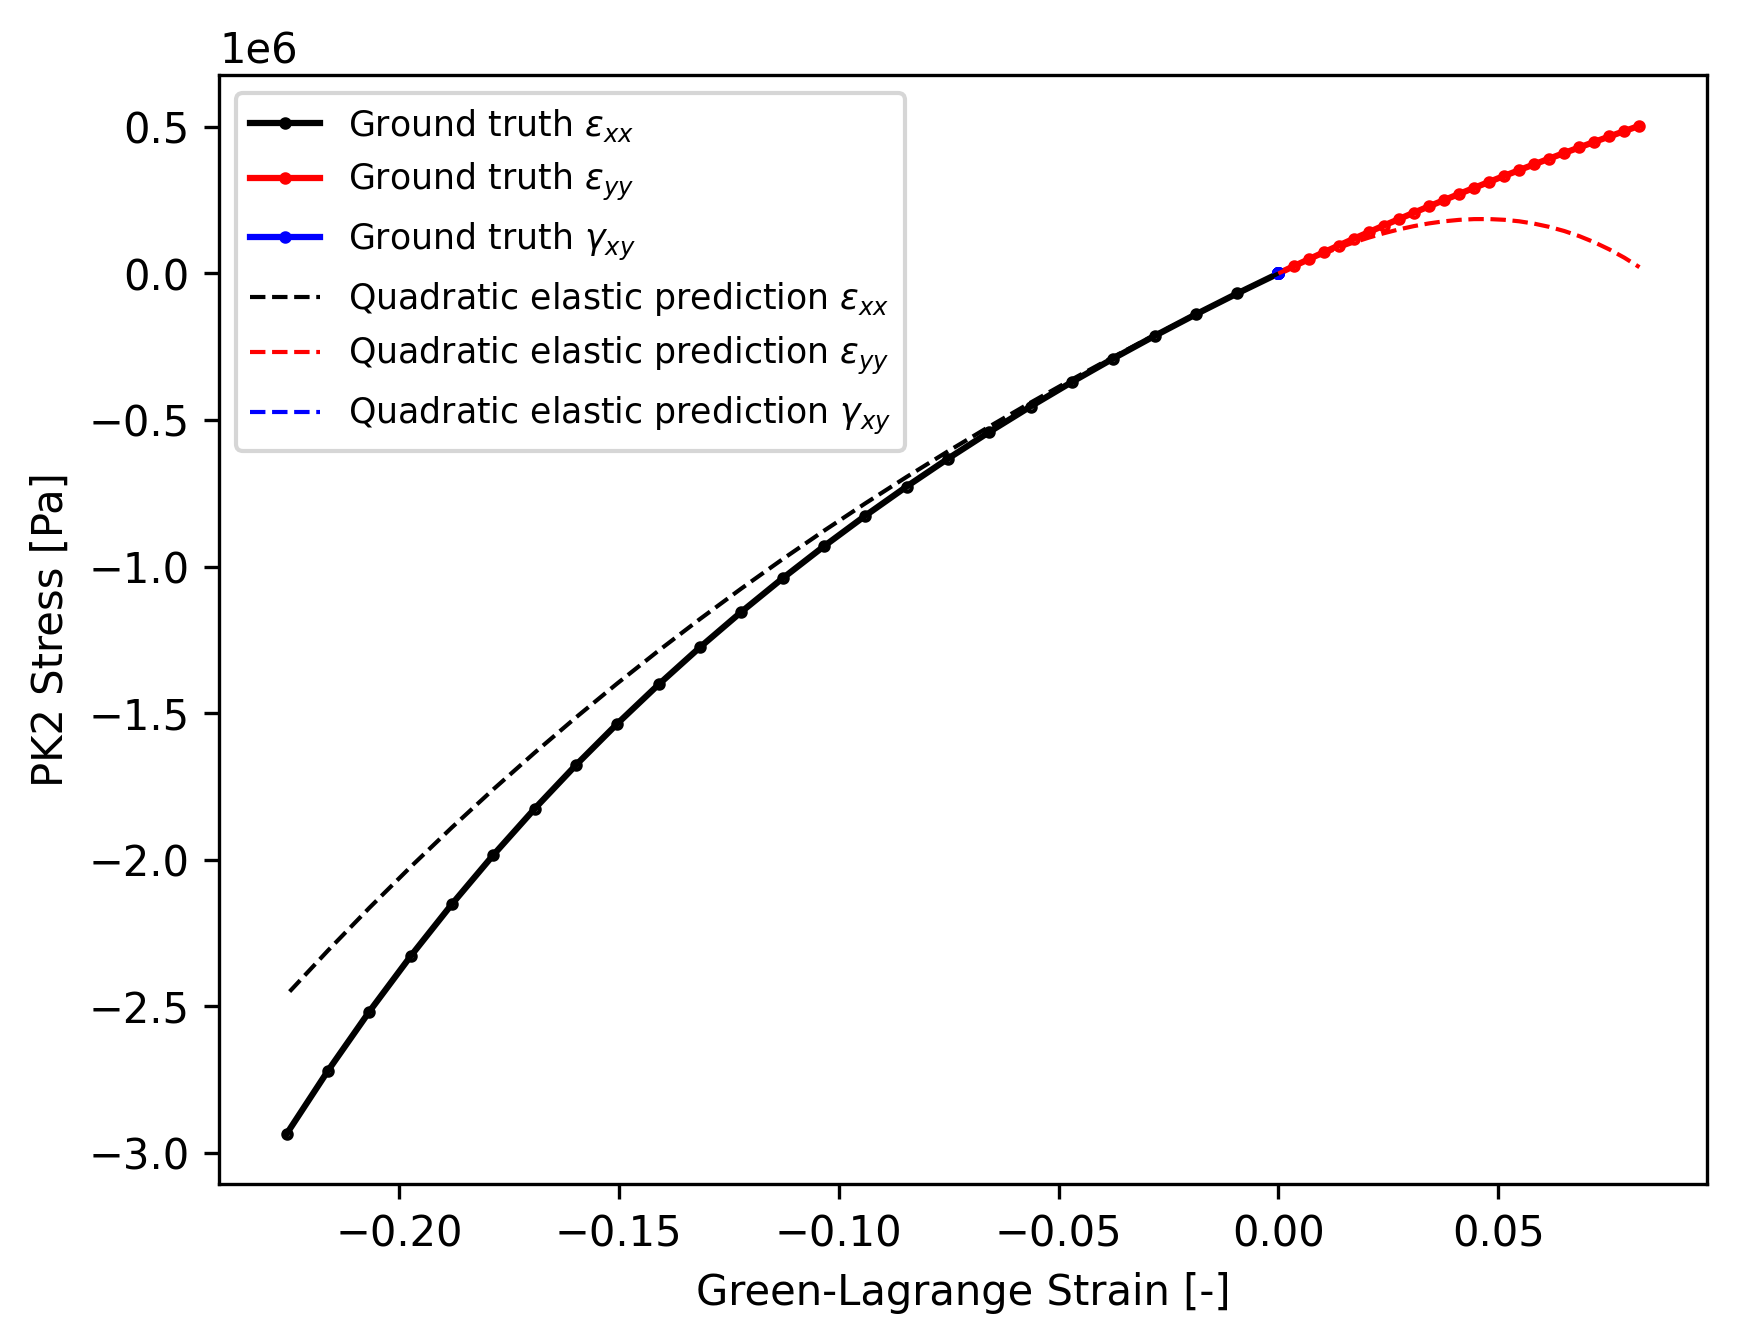 1e6
0.5
0.0
−0.5
−1.0
−1.5
−2.0
−2.5
−3.0
PK2 Stress [Pa]
Ground truth εxx
Ground truth εyy
Ground truth γxy
Quadratic elastic prediction εxx
Quadratic elastic prediction εyy
Quadratic elastic prediction γxy
−0.20 −0.15 −0.10 −0.05 0.00 0.05
Green-Lagrange Strain [-]